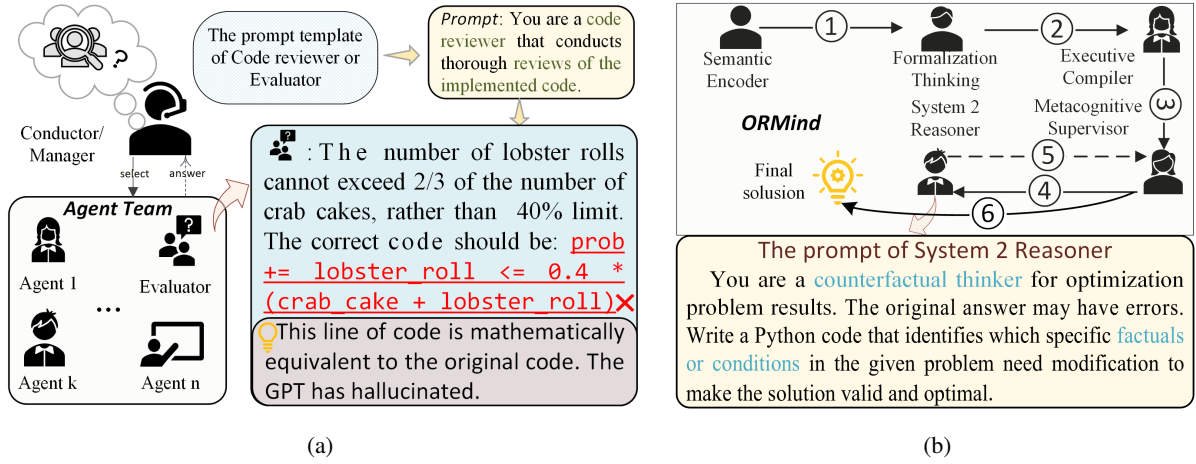 ?
Conductor/
Manager
select
answer
Agent Team
Agent 1
?
Evaluator
...
Agent k
Agent n
The prompt template
of Code reviewer or
Evaluator
Prompt: You are a code
reviewer that conducts
thorough reviews of the
implemented code.
?
: The number of lobster rolls
cannot exceed 2/3 of the number of
crab cakes, rather than 40% limit.
The correct code should be: prob
+= lobster_roll <= 0.4 *
(crab_cake + lobster_roll)
This line of code is mathematically
equivalent to the original code. The
GPT has hallucinated.
(a)
1
2
Semantic
Encoder
Formalization
Thinking
Executive
Compiler
3
System 2
Reasoner
Metacognitive
Supervisor
ORMind
5
4
6
Final
solusion
The prompt of System 2 Reasoner
You are a counterfactual thinker for optimization
problem results. The original answer may have errors.
Write a Python code that identifies which specific factuals
or conditions in the given problem need modification to
make the solution valid and optimal.
(b)